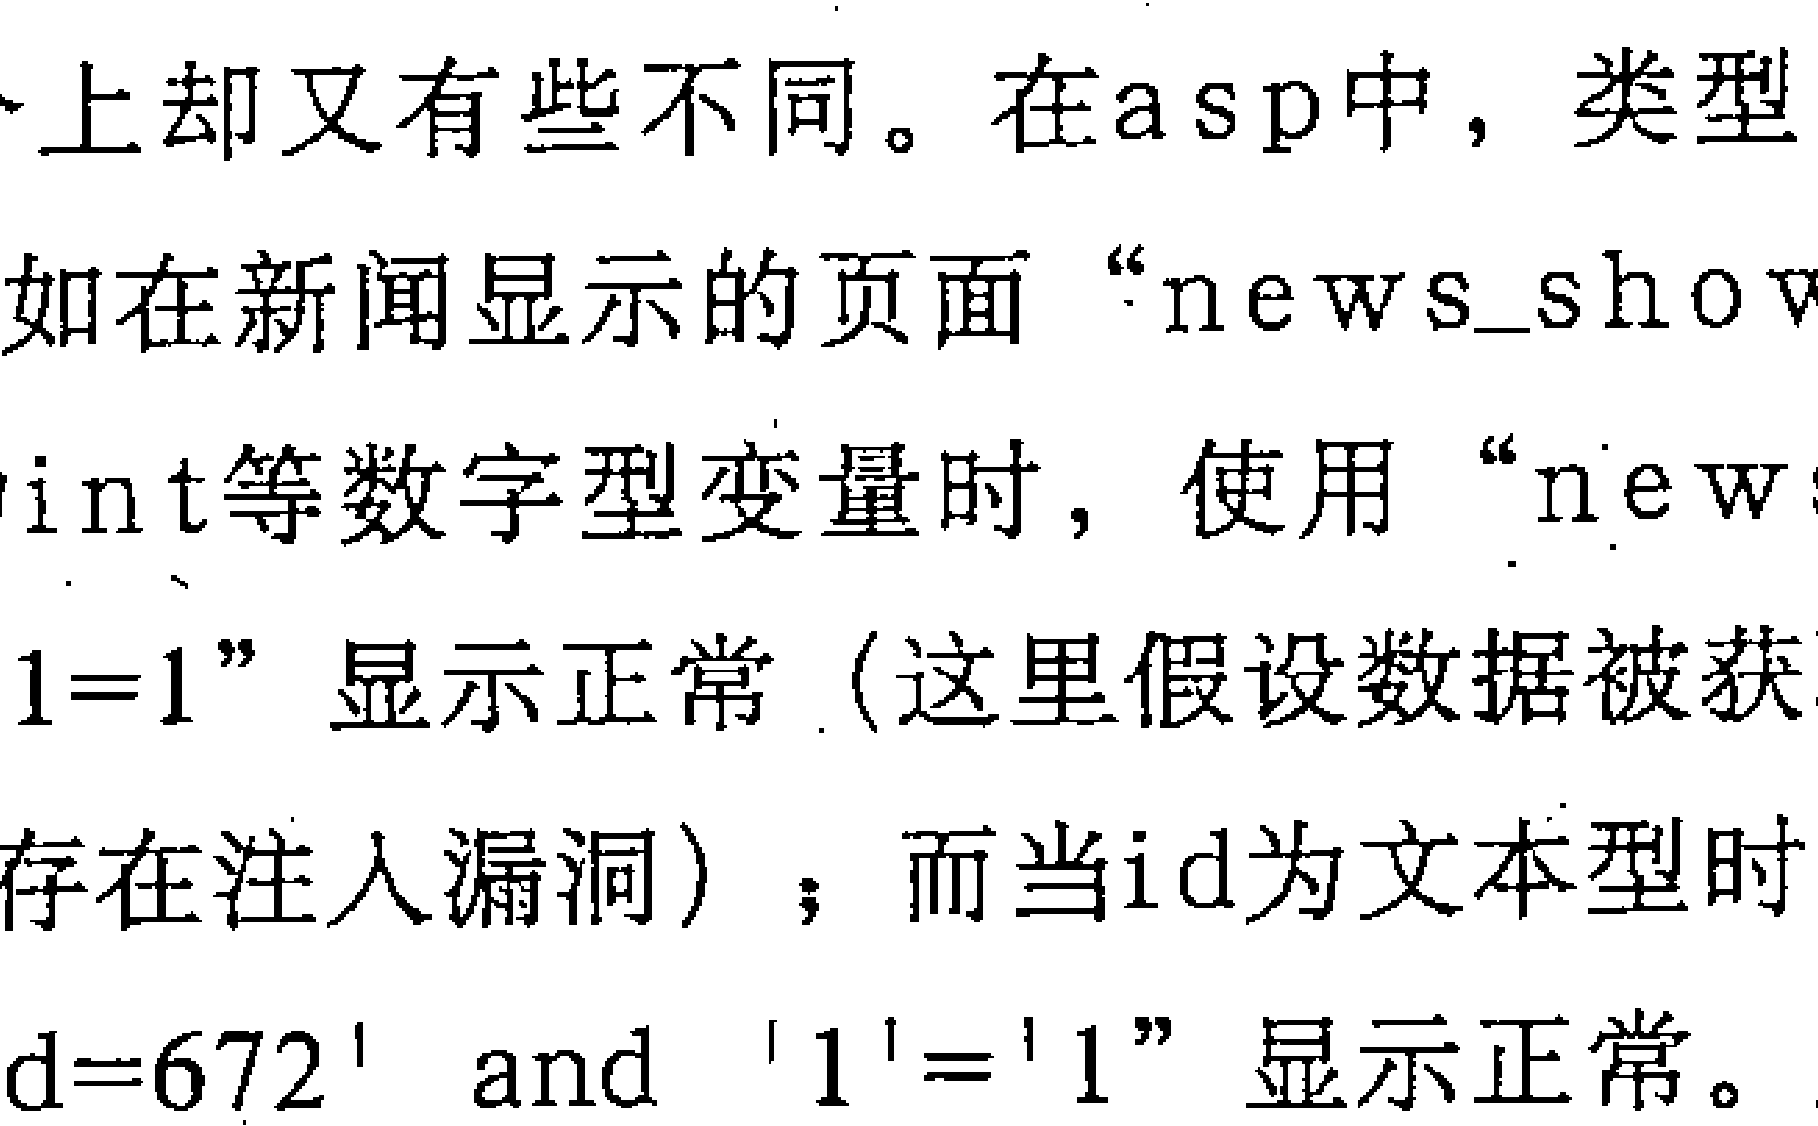 上却又有些不同。在asp中，类型
如在新闻显示的页面“news_show
int等数字型变量时，使用“news
1=1”显示正常（这里假设数据被获
存在注入漏洞）；而当id为文本型时
d=672' and '1'='1”显示正常。